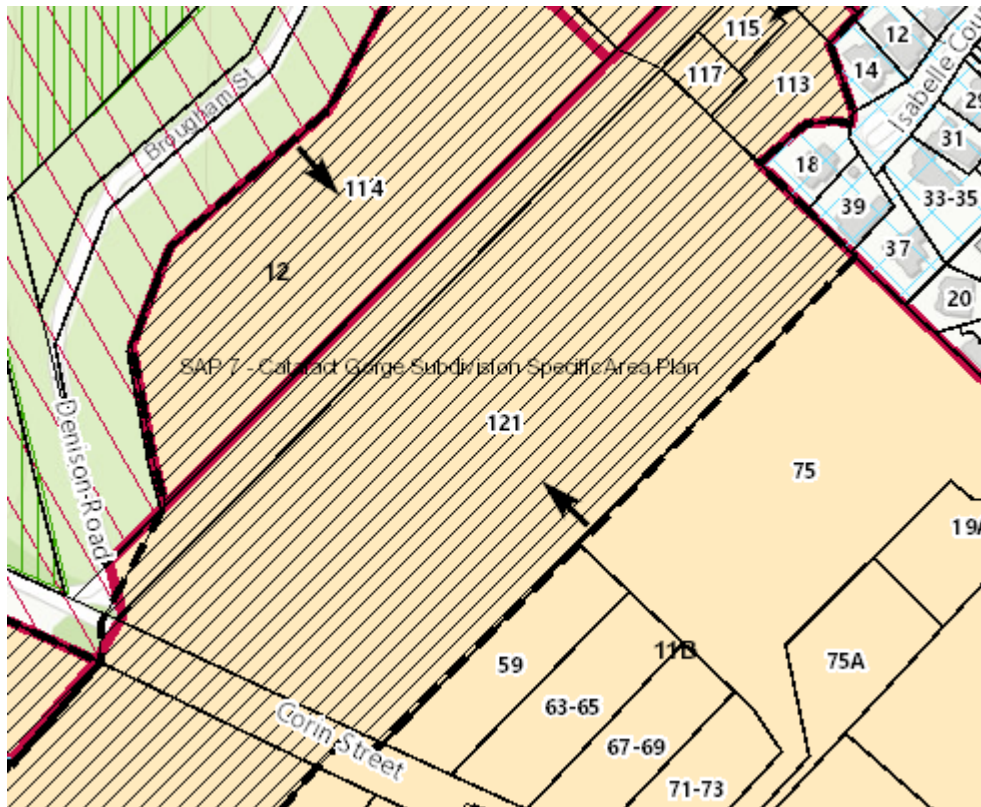 115
12
117
14
113
Isabelle Cou
29
31
Brougham St
18
33-35
114
39
37
12
20
SAP 7 - Cataract Gorge Subdivision Specific Area Plan
121
Denison Road
75
19A
11B
59
75A
63-65
Corin Street
67-69
71-73